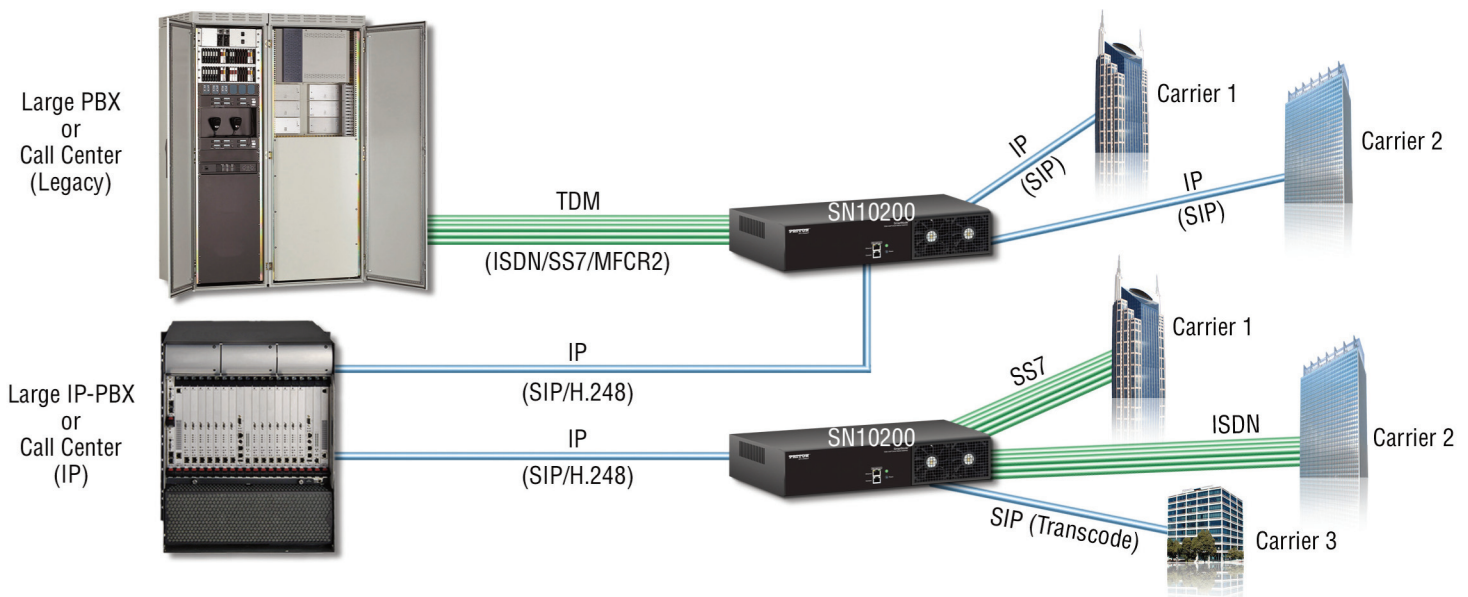 Large PBX
or
Call Center
(Legacy)
TDM
(ISDN/SS7/MFCR2)
SN10200
IP
(SIP)
Carrier 1
IP
(SIP)
Carrier 2
Large IP-PBX
or
Call Center
(IP)
IP
(SIP/H.248)
IP
(SIP/H.248)
SN10200
SS7
Carrier 1
ISDN
Carrier 2
SIP (Transcode)
Carrier 3